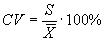 CV = S / X̄ · 100%